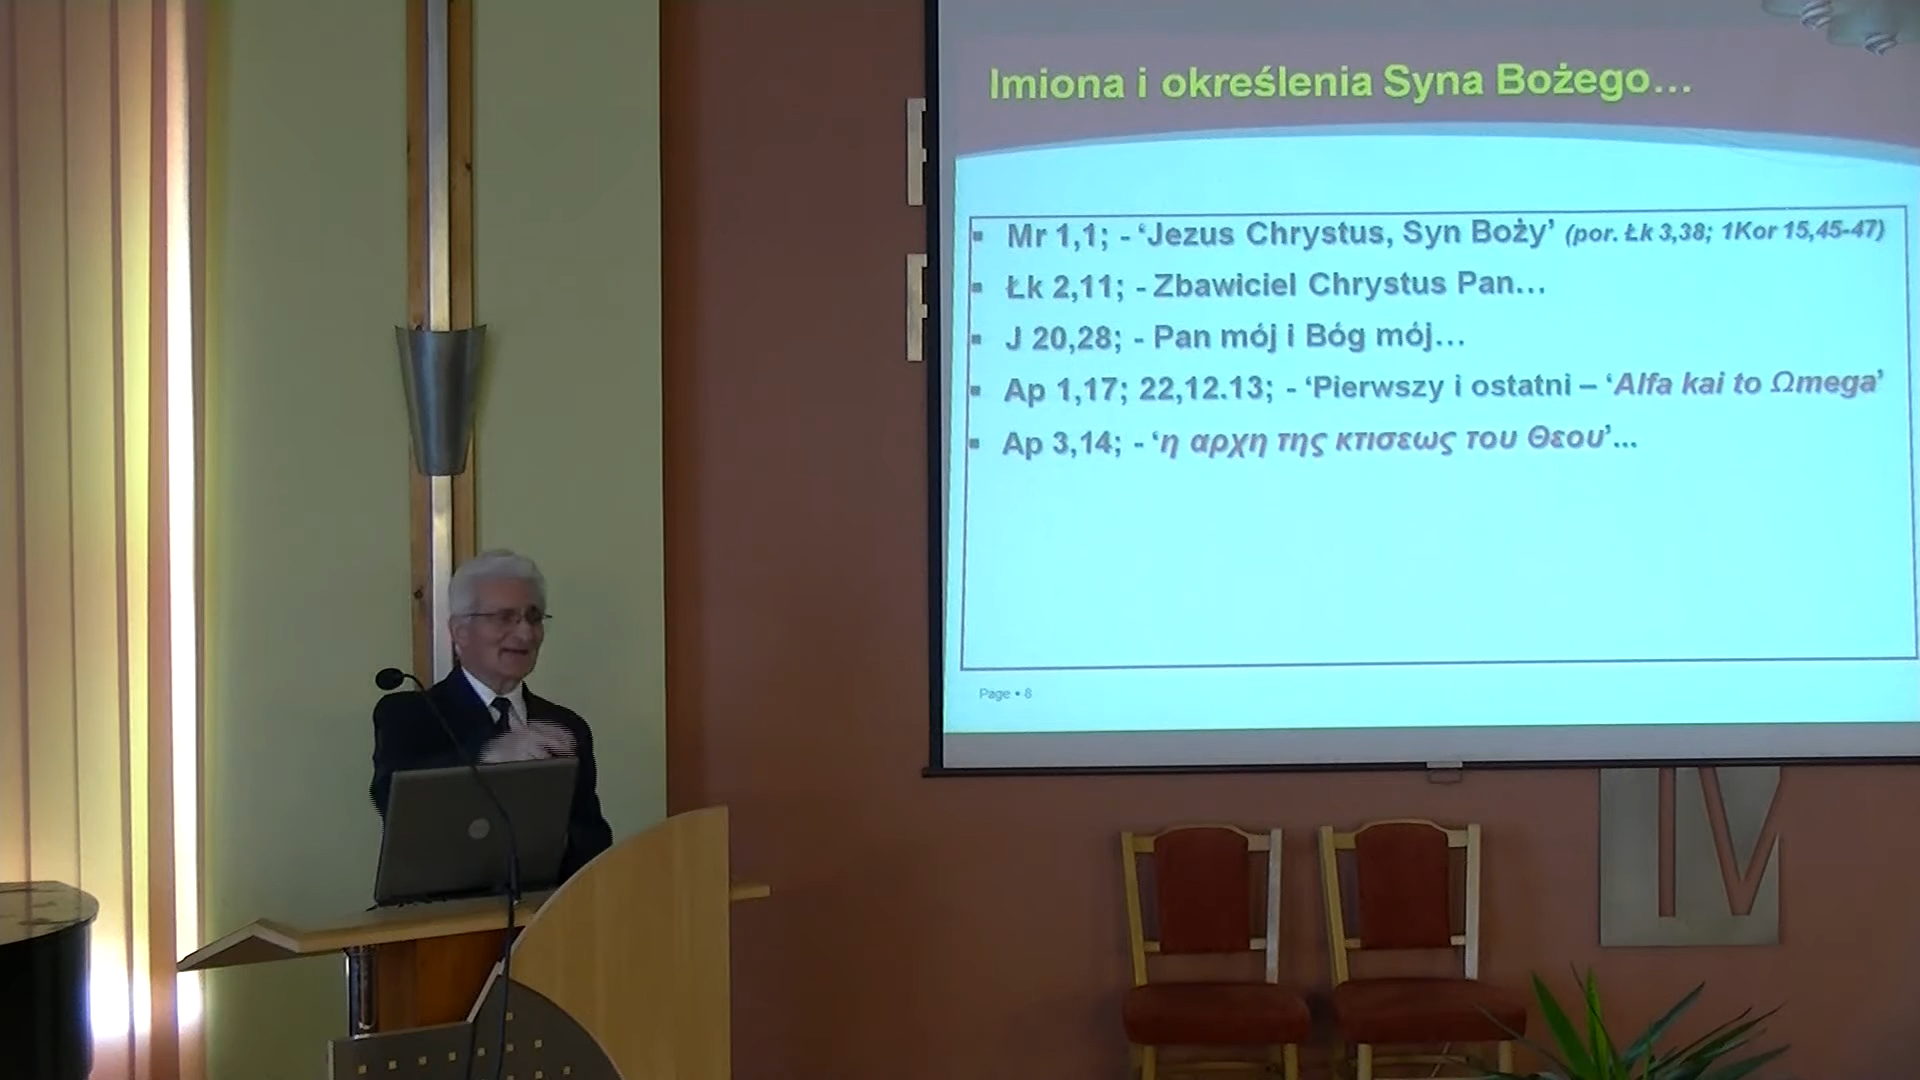 Imiona i określenia Syna Bożego...
▪ Mr 1,1; - ‘Jezus Chrystus, Syn Boży’ (por. Łk 3,38; 1Kor 15,45-47)
▪ Łk 2,11; - Zbawiciel Chrystus Pan...
▪ J 20,28; - Pan mój i Bóg mój...
▪ Ap 1,17; 22,12.13; - ‘Pierwszy i ostatni – ‘Alfa kai to Ωmega’
▪ Ap 3,14; - ‘η αρχη της κτισεως του Θεου’...
Page ▪ 8